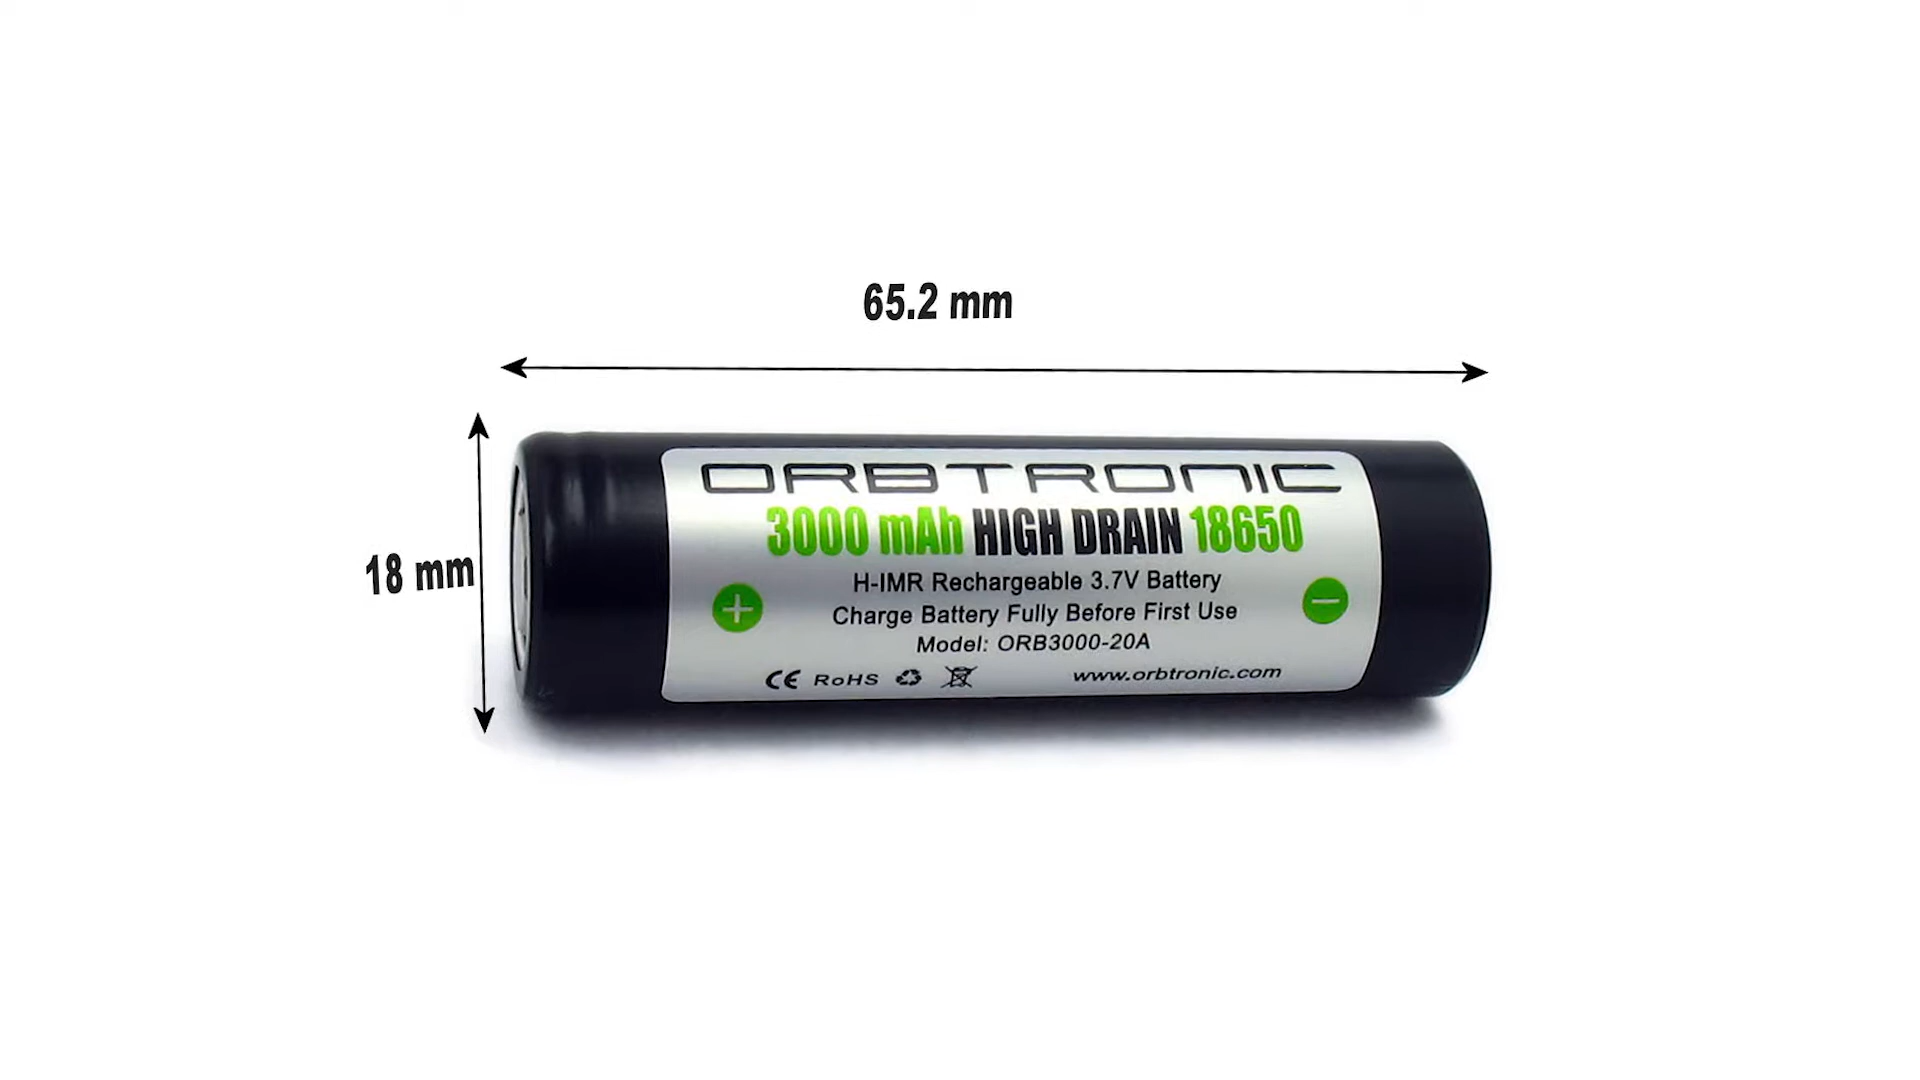 65.2 mm
18 mm
ORBTRONIC
3000 mAh HIGH DRAIN 18650
H-IMR Rechargeable 3.7V Battery
Charge Battery Fully Before First Use
Model: ORB3000-20A
CE RoHS
www.orbtronic.com